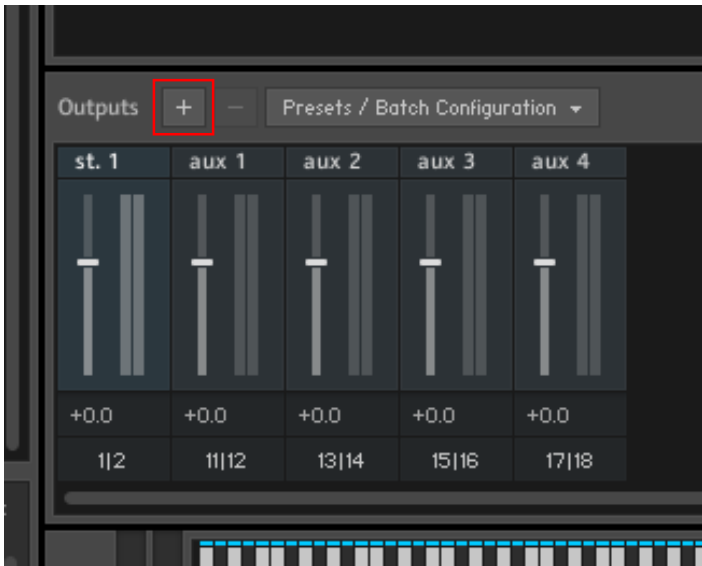 Outputs + − Presets / Batch Configuration
st. 1 aux 1 aux 2 aux 3 aux 4
+0.0 +0.0 +0.0 +0.0 +0.0
1|2 11|12 13|14 15|16 17|18